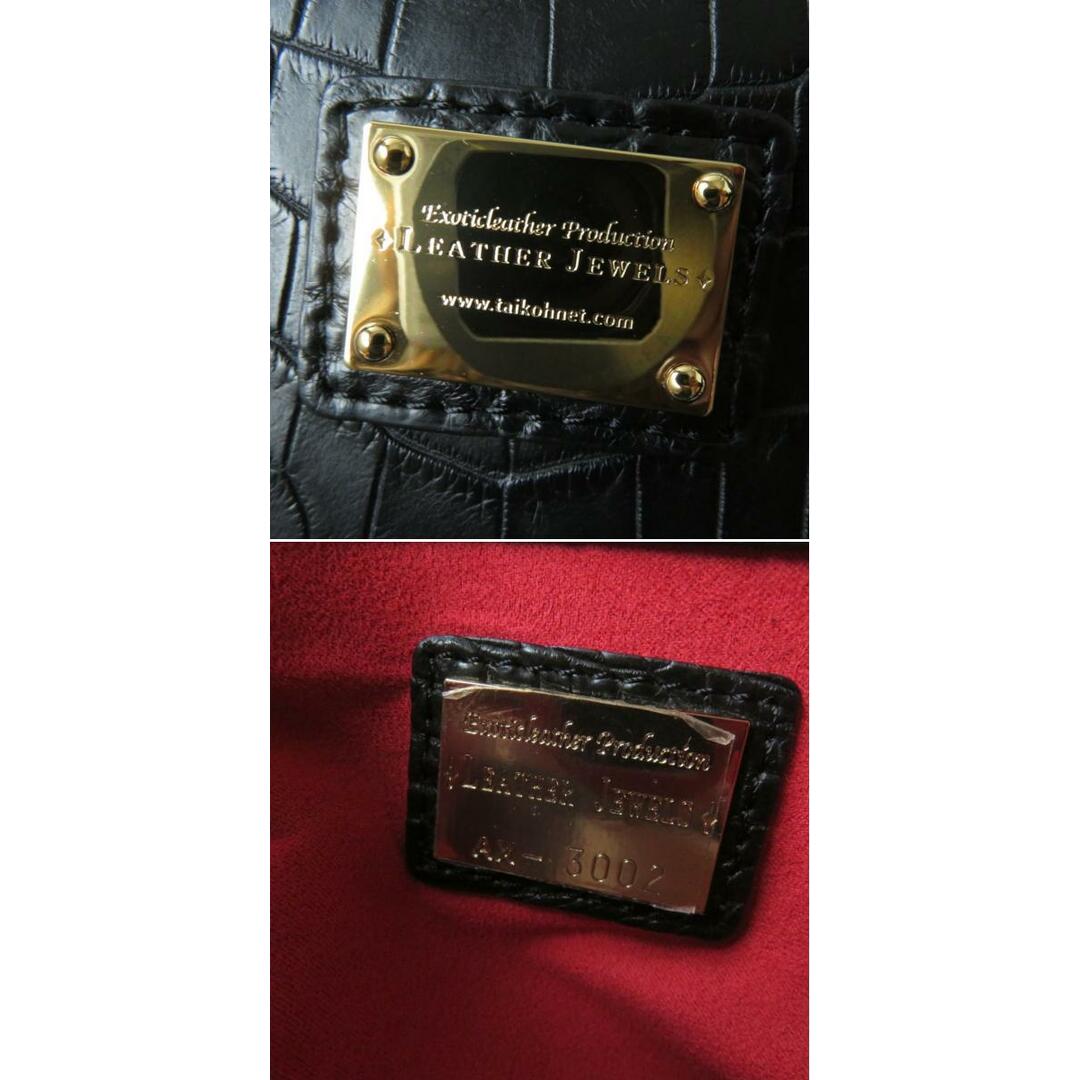 Exoticleather Production
LEATHER JEWELS
www.taikohnet.com
Exoticleather Production
LEATHER JEWELS
AX-3002